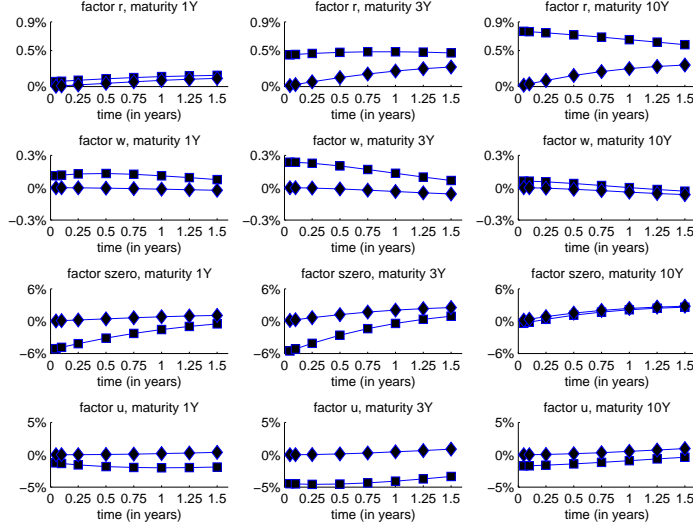 factor r, maturity 1Y
0.9%
0.5%
0%
0 0.25 0.5 0.75 1 1.25 1.5
time (in years)
factor r, maturity 3Y
0.9%
0.5%
0%
0 0.25 0.5 0.75 1 1.25 1.5
time (in years)
factor r, maturity 10Y
0.9%
0.5%
0%
0 0.25 0.5 0.75 1 1.25 1.5
time (in years)
factor w, maturity 1Y
0.3%
0%
−0.3%
0 0.25 0.5 0.75 1 1.25 1.5
time (in years)
factor w, maturity 3Y
0.3%
0%
−0.3%
0 0.25 0.5 0.75 1 1.25 1.5
time (in years)
factor w, maturity 10Y
0.3%
0%
−0.3%
0 0.25 0.5 0.75 1 1.25 1.5
time (in years)
factor szero, maturity 1Y
6%
0%
−6%
0 0.25 0.5 0.75 1 1.25 1.5
time (in years)
factor szero, maturity 3Y
6%
0%
−6%
0 0.25 0.5 0.75 1 1.25 1.5
time (in years)
factor szero, maturity 10Y
6%
0%
−6%
0 0.25 0.5 0.75 1 1.25 1.5
time (in years)
factor u, maturity 1Y
5%
0%
−5%
0 0.25 0.5 0.75 1 1.25 1.5
time (in years)
factor u, maturity 3Y
5%
0%
−5%
0 0.25 0.5 0.75 1 1.25 1.5
time (in years)
factor u, maturity 10Y
5%
0%
−5%
0 0.25 0.5 0.75 1 1.25 1.5
time (in years)